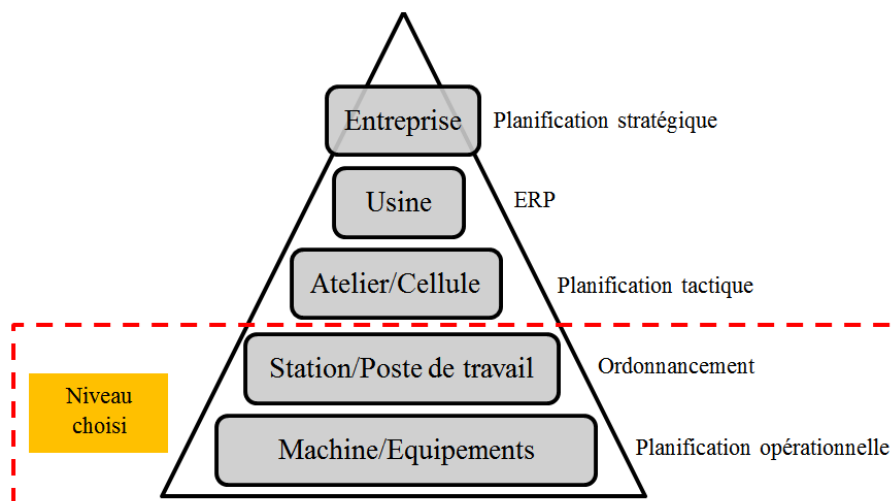 Entreprise
Planification stratégique
Usine
ERP
Atelier/Cellule
Planification tactique
Station/Poste de travail
Ordonnancement
Niveau
choisi
Machine/Equipements
Planification opérationnelle